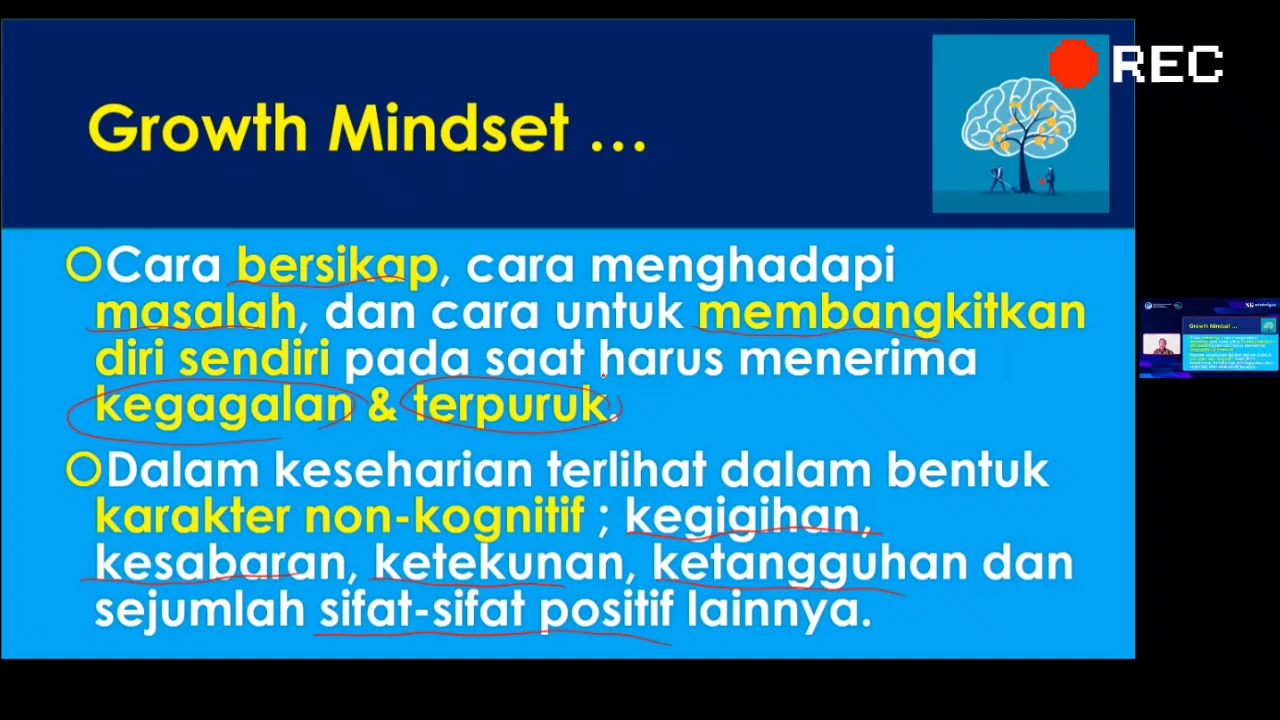 REC
Growth Mindset ...
Cara bersikap, cara menghadapi
masalah, dan cara untuk membangkitkan
diri sendiri pada saat harus menerima
kegagalan & terpuruk.
Dalam keseharian terlihat dalam bentuk
karakter non-kognitif ; kegigihan,
kesabaran, ketekunan, ketangguhan dan
sejumlah sifat-sifat positif lainnya.
Growth Mindset ...